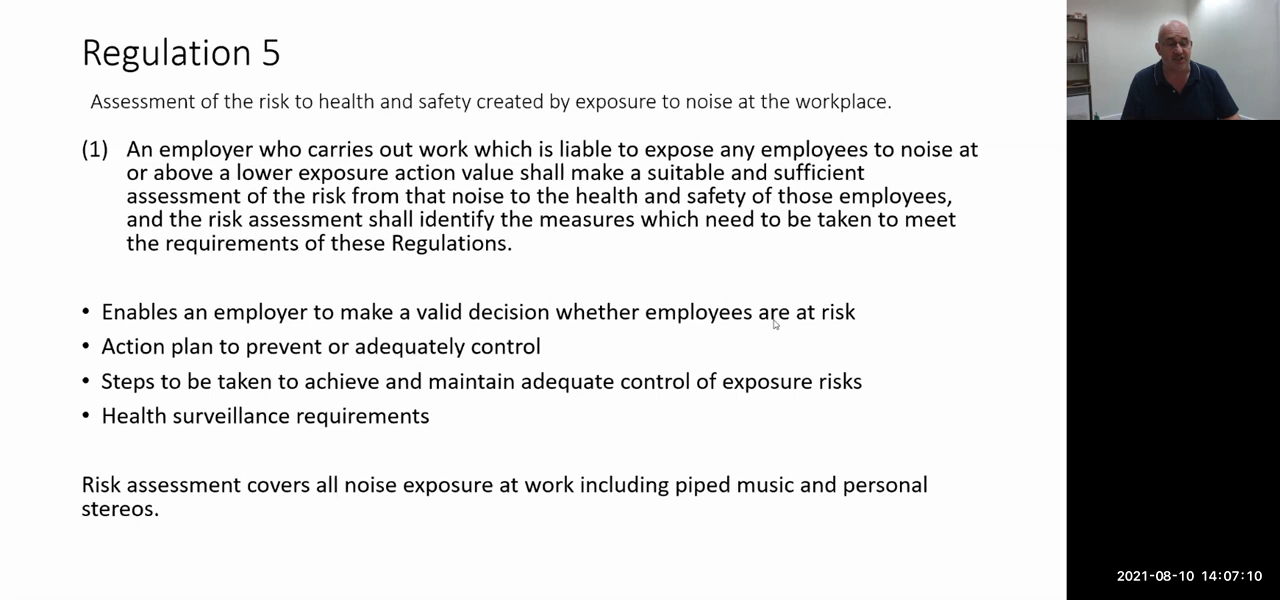 Regulation 5
Assessment of the risk to health and safety created by exposure to noise at the workplace.
(1) An employer who carries out work which is liable to expose any employees to noise at
or above a lower exposure action value shall make a suitable and sufficient
assessment of the risk from that noise to the health and safety of those employees,
and the risk assessment shall identify the measures which need to be taken to meet
the requirements of these Regulations.
• Enables an employer to make a valid decision whether employees are at risk
• Action plan to prevent or adequately control
• Steps to be taken to achieve and maintain adequate control of exposure risks
• Health surveillance requirements
Risk assessment covers all noise exposure at work including piped music and personal
stereos.
2021-08-10 14:07:10